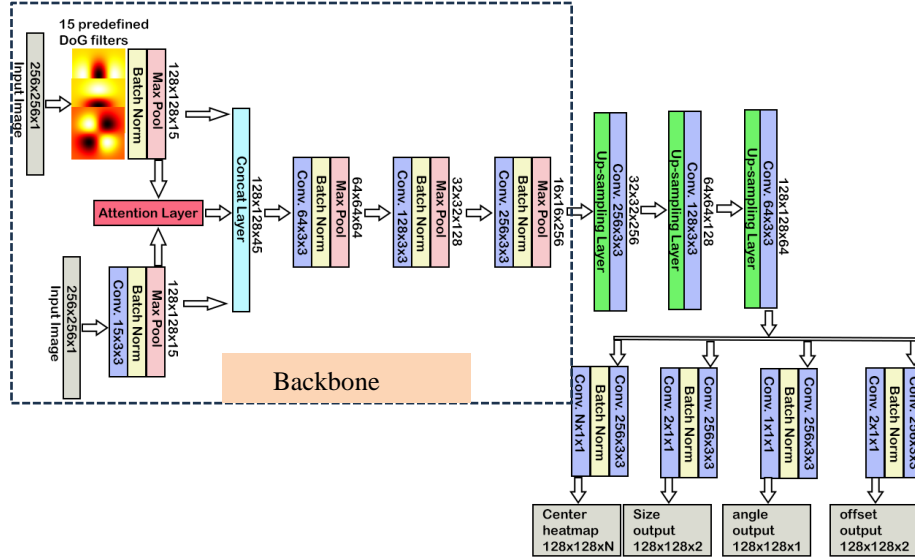 15 predefined
DoG filters
256x256x1
Input Image
Batch Norm
Max Pool
128x128x15
Attention Layer
256x256x1
Input Image
Conv. 15x3x3
Batch Norm
Max Pool
128x128x15
Concat Layer
128x128x45
Conv. 64x3x3
Batch Norm
Max Pool
64x64x64
Conv. 128x3x3
Batch Norm
Max Pool
32x32x128
Conv. 256x3x3
Batch Norm
Max Pool
16x16x256
Backbone
Up-sampling Layer
Conv. 256x3x3
32x32x256
Up-sampling Layer
Conv. 128x3x3
64x64x128
Up-sampling Layer
Conv. 64x3x3
128x128x64
Conv. Nx1x1
Batch Norm
Conv. 256x3x3
Conv. 2x1x1
Batch Norm
Conv. 256x3x3
Conv. 1x1x1
Batch Norm
Conv. 256x3x3
Conv. 2x1x1
Batch Norm
Conv. 256x3x3
Center
heatmap
128x128xN
Size
output
128x128x2
angle
output
128x128x1
offset
output
128x128x2